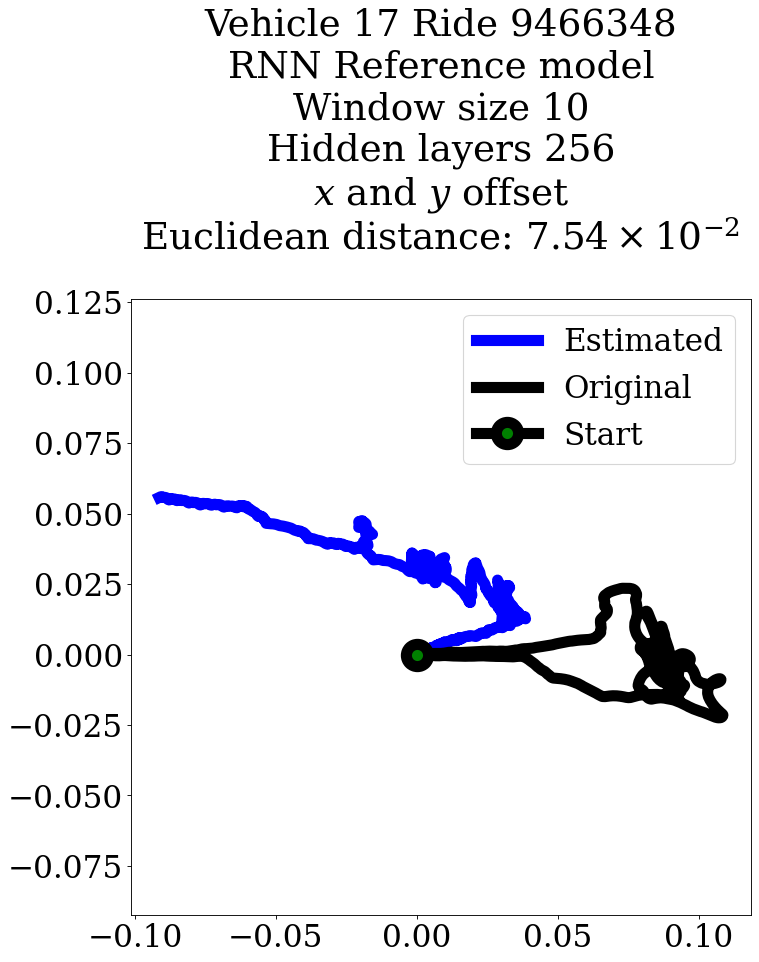 Vehicle 17 Ride 9466348
RNN Reference model
Window size 10
Hidden layers 256
x and y offset
Euclidean distance: 7.54 × 10⁻²
Estimated
Original
Start
0.125
0.100
0.075
0.050
0.025
0.000
−0.025
−0.050
−0.075
−0.10 −0.05 0.00 0.05 0.10